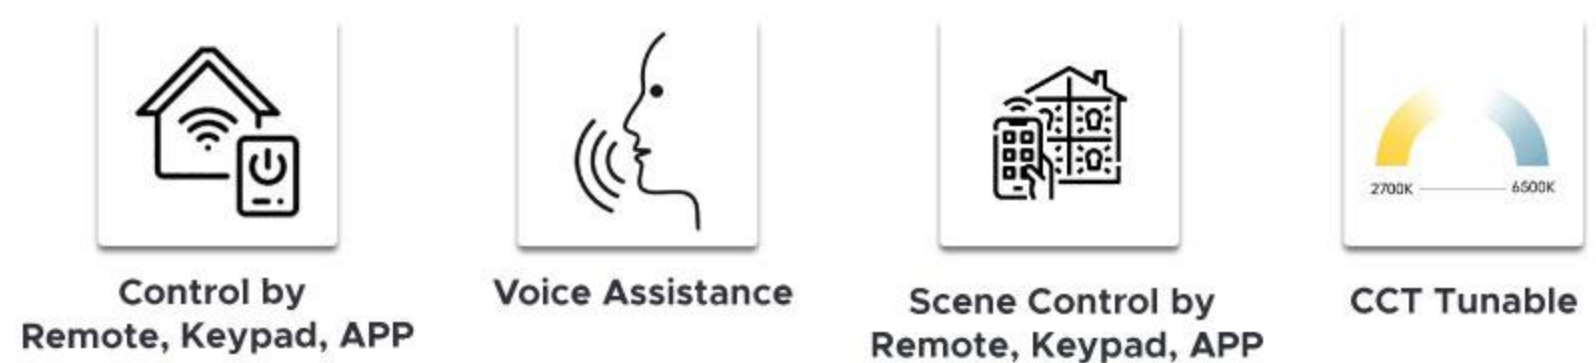 2700K
6500K
Control by
Remote, Keypad, APP
Voice Assistance
Scene Control by
Remote, Keypad, APP
CCT Tunable